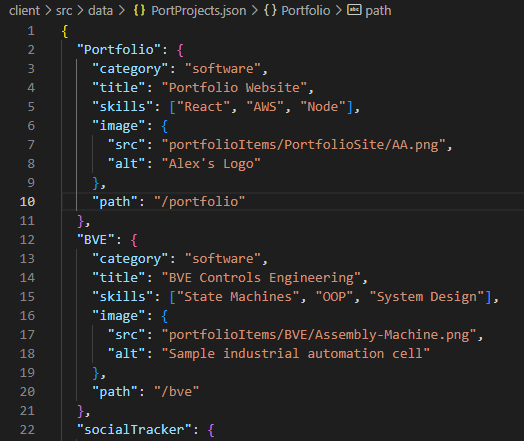 client > src > data > {} PortProjects.json > {} Portfolio > abc path
1 {
2 "Portfolio": {
3 "category": "software",
4 "title": "Portfolio Website",
5 "skills": ["React", "AWS", "Node"],
6 "image": {
7 "src": "portfolioItems/PortfolioSite/AA.png",
8 "alt": "Alex's Logo"
9 },
10 "path": "/portfolio"
11 },
12 "BVE": {
13 "category": "software",
14 "title": "BVE Controls Engineering",
15 "skills": ["State Machines", "OOP", "System Design"],
16 "image": {
17 "src": "portfolioItems/BVE/Assembly-Machine.png",
18 "alt": "Sample industrial automation cell"
19 },
20 "path": "/bve"
21 },
22 "socialTracker": {